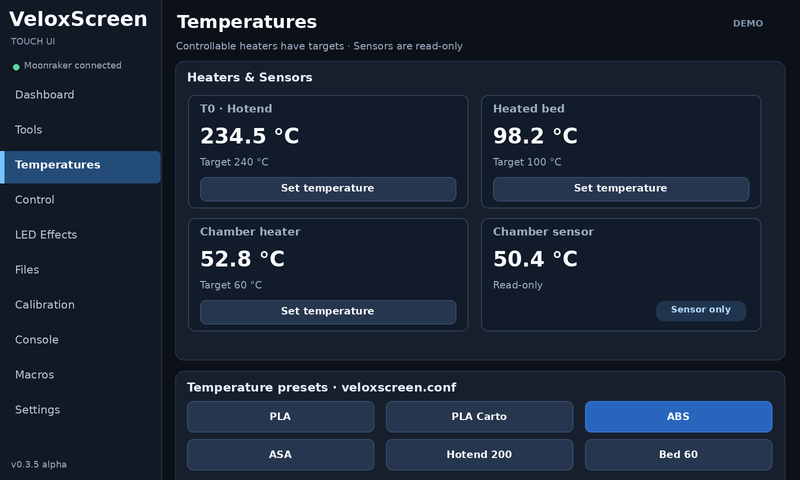 VeloxScreen
TOUCH UI
Moonraker connected
Dashboard
Tools
Temperatures
Control
LED Effects
Files
Calibration
Console
Macros
Settings
v0.3.5 alpha
Temperatures
DEMO
Controllable heaters have targets · Sensors are read-only
Heaters & Sensors
T0 · Hotend
234.5 °C
Target 240 °C
Set temperature
Heated bed
98.2 °C
Target 100 °C
Set temperature
Chamber heater
52.8 °C
Target 60 °C
Set temperature
Chamber sensor
50.4 °C
Read-only
Sensor only
Temperature presets · veloxscreen.conf
PLA
PLA Carto
ABS
ASA
Hotend 200
Bed 60